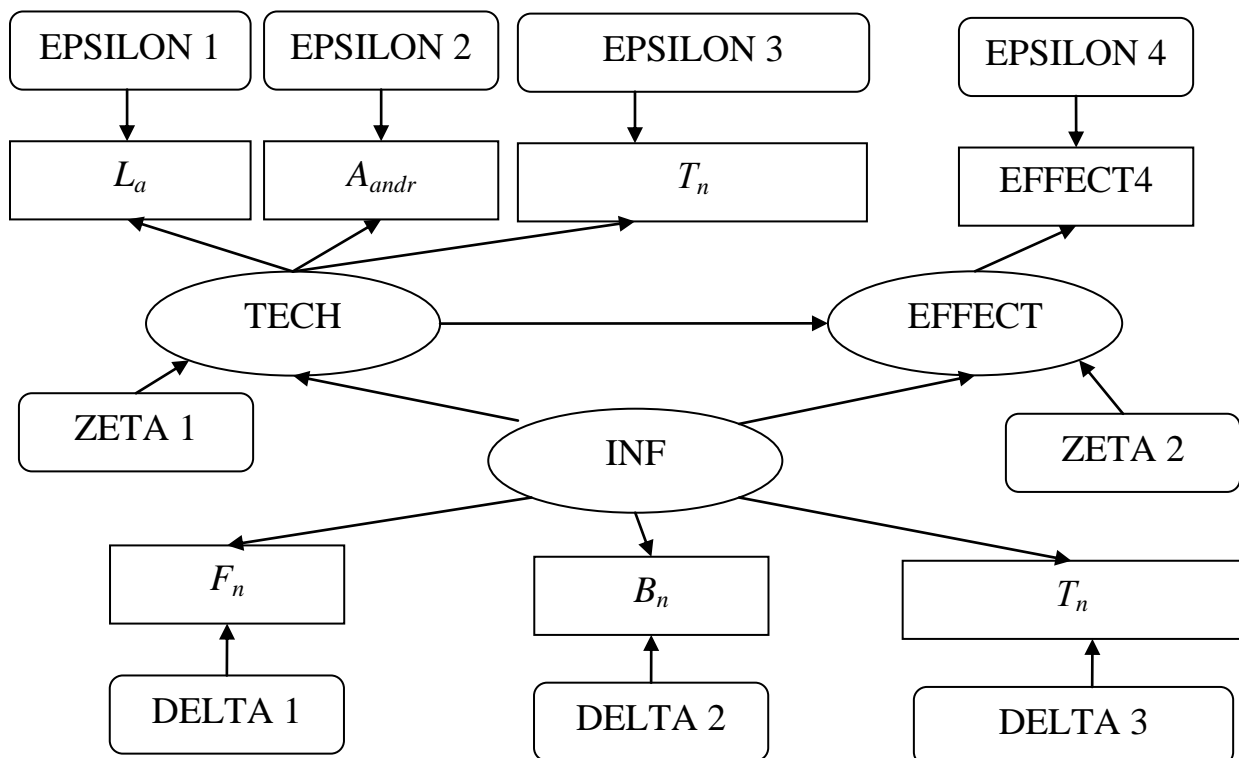 EPSILON 1
EPSILON 2
EPSILON 3
EPSILON 4
Lₐ
A_andr
Tₙ
EFFECT4
TECH
EFFECT
ZETA 1
INF
ZETA 2
Fₙ
Bₙ
Tₙ
DELTA 1
DELTA 2
DELTA 3